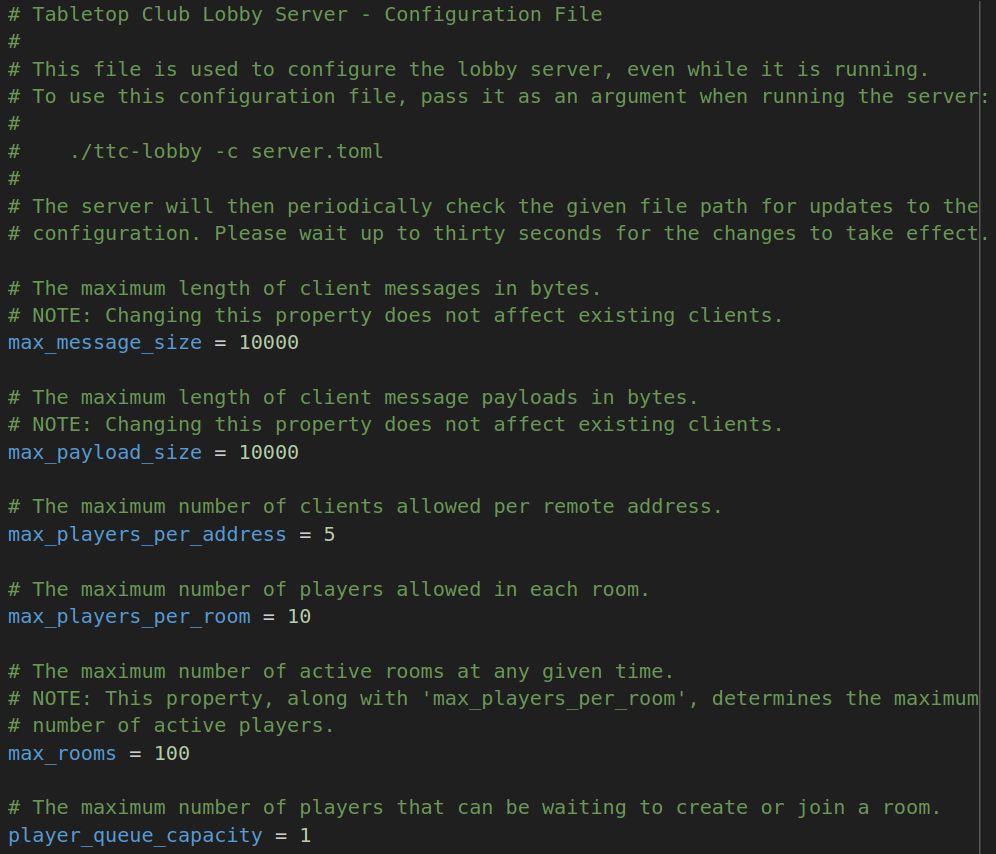 # Tabletop Club Lobby Server - Configuration File
#
# This file is used to configure the lobby server, even while it is running.
# To use this configuration file, pass it as an argument when running the server:
#
#    ./ttc-lobby -c server.toml
#
# The server will then periodically check the given file path for updates to the
# configuration. Please wait up to thirty seconds for the changes to take effect.

# The maximum length of client messages in bytes.
# NOTE: Changing this property does not affect existing clients.
max_message_size = 10000

# The maximum length of client message payloads in bytes.
# NOTE: Changing this property does not affect existing clients.
max_payload_size = 10000

# The maximum number of clients allowed per remote address.
max_players_per_address = 5

# The maximum number of players allowed in each room.
max_players_per_room = 10

# The maximum number of active rooms at any given time.
# NOTE: This property, along with 'max_players_per_room', determines the maximum
# number of active players.
max_rooms = 100

# The maximum number of players that can be waiting to create or join a room.
player_queue_capacity = 1